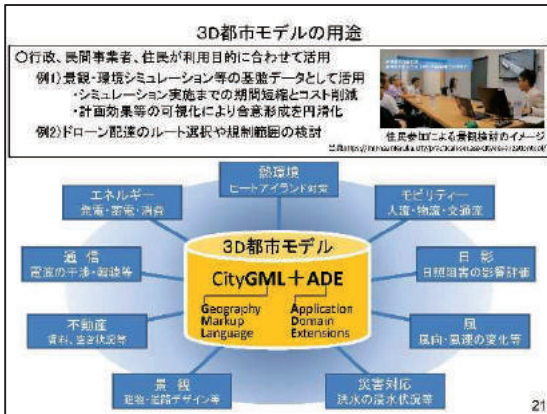 3D都市モデルの用途
〇行政、民間事業者、住民が利用目的に合わせて活用
例1)景観・環境シミュレーション等の基盤データとして活用
・シミュレーション実施までの期間短縮とコスト削減
・計画効果等の可視化により合意形成を円滑化
例2)ドローン配達のルート選択や規制範囲の検討
住民参加による景観検討のイメージ
熱環境
ヒートアイランド対策
エネルギー
発電・蓄電・消費
モビリティー
人流・物流・交通流
通信
電波の干渉・輻輳等
日影
日照阻害の影響評価
不動産
賃料、空き状況等
風
風向・風速の変化等
景観
建物・道路デザイン等
災害対応
洪水の浸水状況等
3D都市モデル
CityGML+ADE
Geography
Markup
Language
Application
Domain
Extensions
21